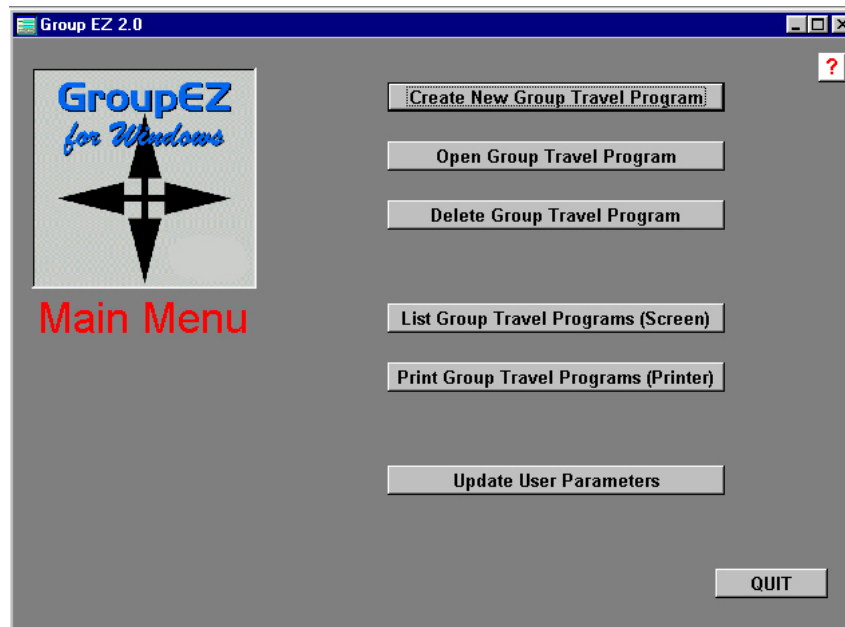 Group EZ 2.0
?
GroupEZ
for Windows
Main Menu
Create New Group Travel Program
Open Group Travel Program
Delete Group Travel Program
List Group Travel Programs (Screen)
Print Group Travel Programs (Printer)
Update User Parameters
QUIT